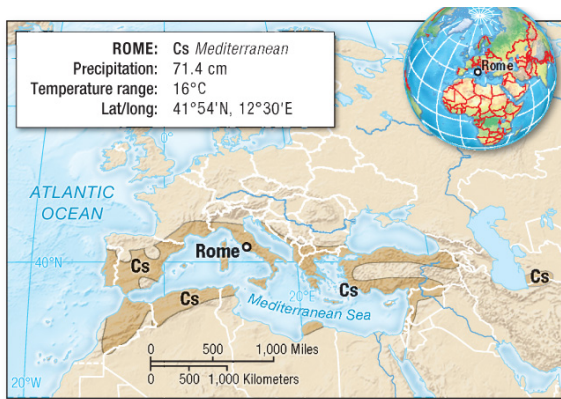 ROME: Cs Mediterranean
Precipitation: 71.4 cm
Temperature range: 16°C
Lat/long: 41°54'N, 12°30'E
Rome
ATLANTIC
OCEAN
Rome
40°N
Cs
Cs
Cs
Cs
20°E
Mediterranean Sea
0 500 1,000 Miles
0 500 1,000 Kilometers
20°W